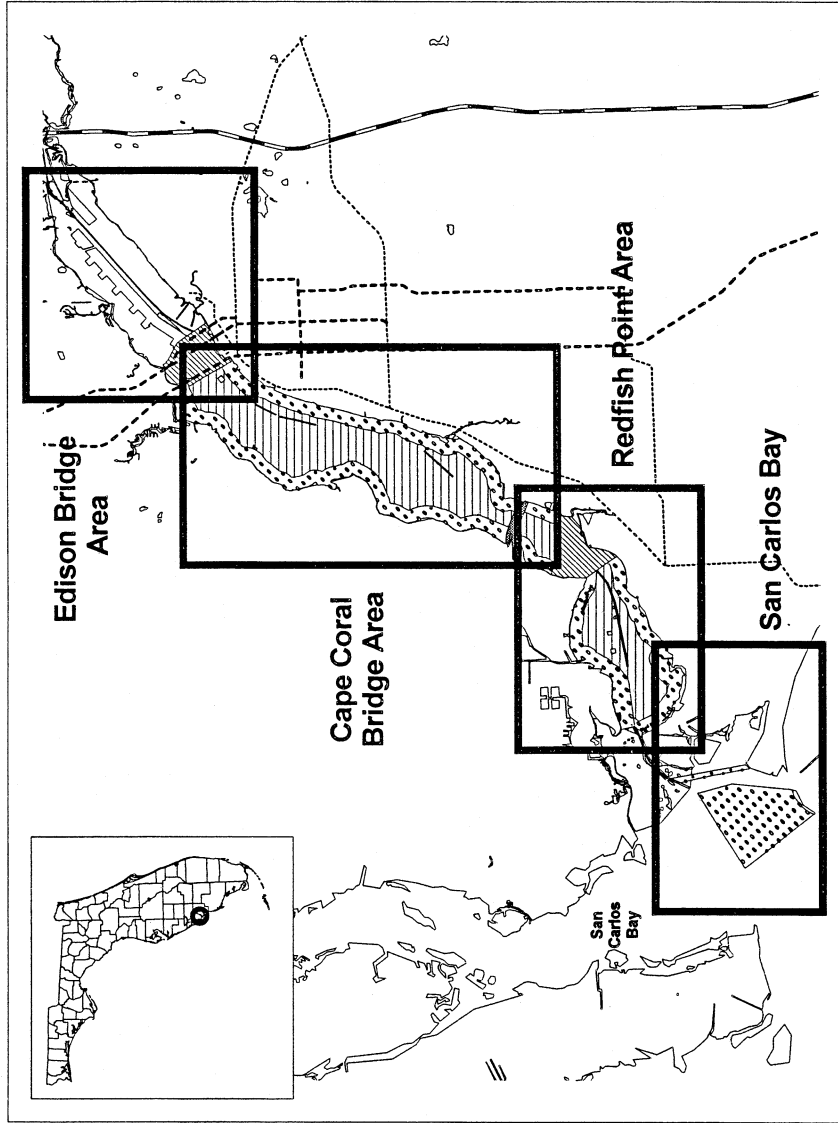 Edison Bridge
Area
Cape Coral
Bridge Area
Redfish Point Area
San Carlos Bay
San
Carlos
Bay